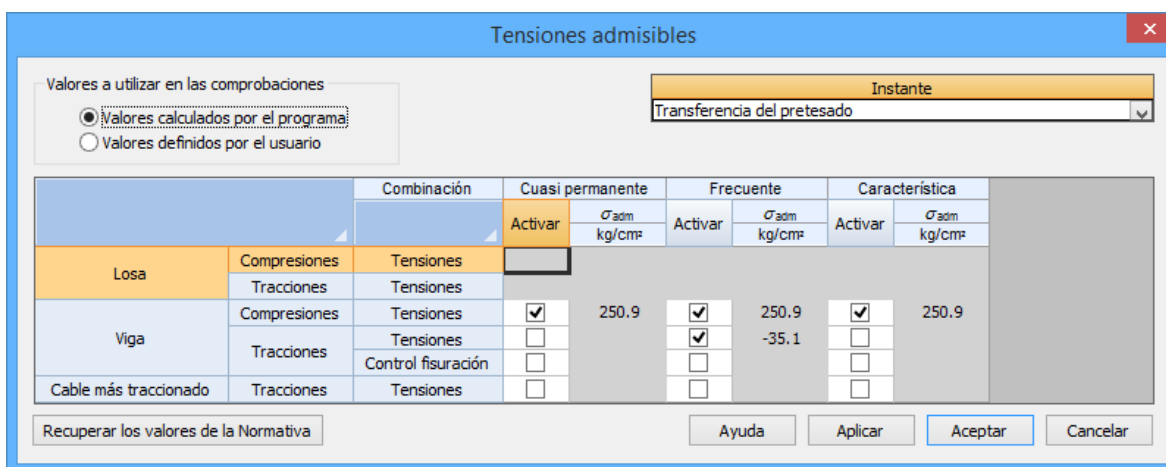 Tensiones admisibles
Valores a utilizar en las comprobaciones
Valores calculados por el programa
Valores definidos por el usuario
Instante
Transferencia del pretesado
Combinación Cuasi permanente Frecuente Característica
Activar σadm Activar σadm Activar σadm
kg/cm² kg/cm² kg/cm²
Losa Compresiones Tensiones
Tracciones Tensiones
Viga Compresiones Tensiones 250.9 250.9 250.9
Tracciones Tensiones -35.1
Control fisuración
Cable más traccionado Tracciones Tensiones
Recuperar los valores de la Normativa Ayuda Aplicar Aceptar Cancelar